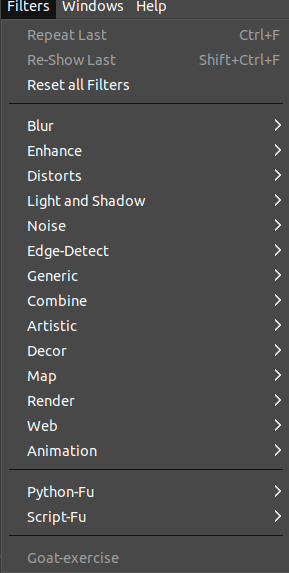 Filters Windows Help
Repeat Last Ctrl+F
Re-Show Last Shift+Ctrl+F
Reset all Filters
Blur
Enhance
Distorts
Light and Shadow
Noise
Edge-Detect
Generic
Combine
Artistic
Decor
Map
Render
Web
Animation
Python-Fu
Script-Fu
Goat-exercise